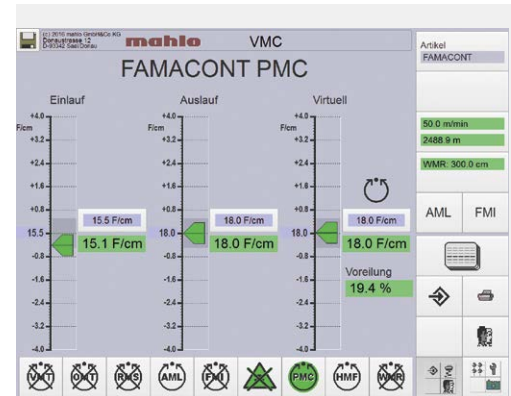 (c) 2016 mahlo GmbH&Co KG
Donaustrasse 12
D-93342 Saal/Donau
mahlo
VMC
FAMACONT PMC
Artikel
FAMACONT
Einlauf
Auslauf
Virtuell
+4.0
+4.0
+4.0
F/cm
F/cm
F/cm
+3.2
+3.2
+3.2
+2.4
+2.4
+2.4
+1.6
+1.6
+1.6
+0.8
+0.8
+0.8
15.5 F/cm
18.0 F/cm
18.0 F/cm
15.5
18.0
18.0
15.1 F/cm
18.0 F/cm
18.0 F/cm
-0.8
-0.8
-0.8
Voreilung
19.4 %
-1.6
-1.6
-1.6
-2.4
-2.4
-2.4
-3.2
-3.2
-3.2
-4.0
-4.0
-4.0
50.0 m/min
2488.9 m
WMR: 300.0 cm
AML
FMI
VMT
OMT
RMS
AML
FMI
PMC
HMF
WMR